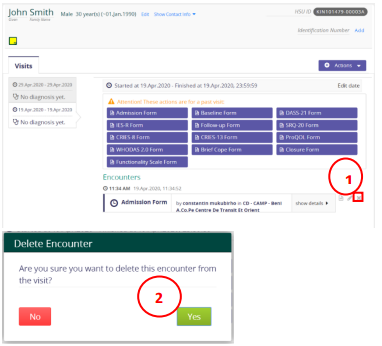 John Smith Male 30 year(s) (~01.Jan.1990) Edit Show Contact Info
HSU ID KIN101479-00005A
Given Family Name
Identification Number Add
Visits
Actions
25.Apr.2020 - 25.Apr.2020
No diagnosis yet.
19.Apr.2020 - 19.Apr.2020
No diagnosis yet.
Started at 19.Apr.2020 - Finished at 19.Apr.2020, 23:59:59 Edit date
Attention! These actions are for a past visit.
Admission Form Baseline Form DASS-21 Form
IES-R Form Follow up Form SRQ-20 Form
CRIES-8 Form CRIES-13 Form ProQOL Form
WHODAS 2.0 Form Brief Cope Form Closure Form
Functionality Scale Form
Encounters
11:34 AM 19.Apr.2020, 11:34:52
1
Admission Form by constantin mukubinho in CD - CAMP - Beni show details
A.Co.Pe Centre De Transit Et Orient
Delete Encounter
Are you sure you want to delete this encounter from
the visit?
2
No Yes